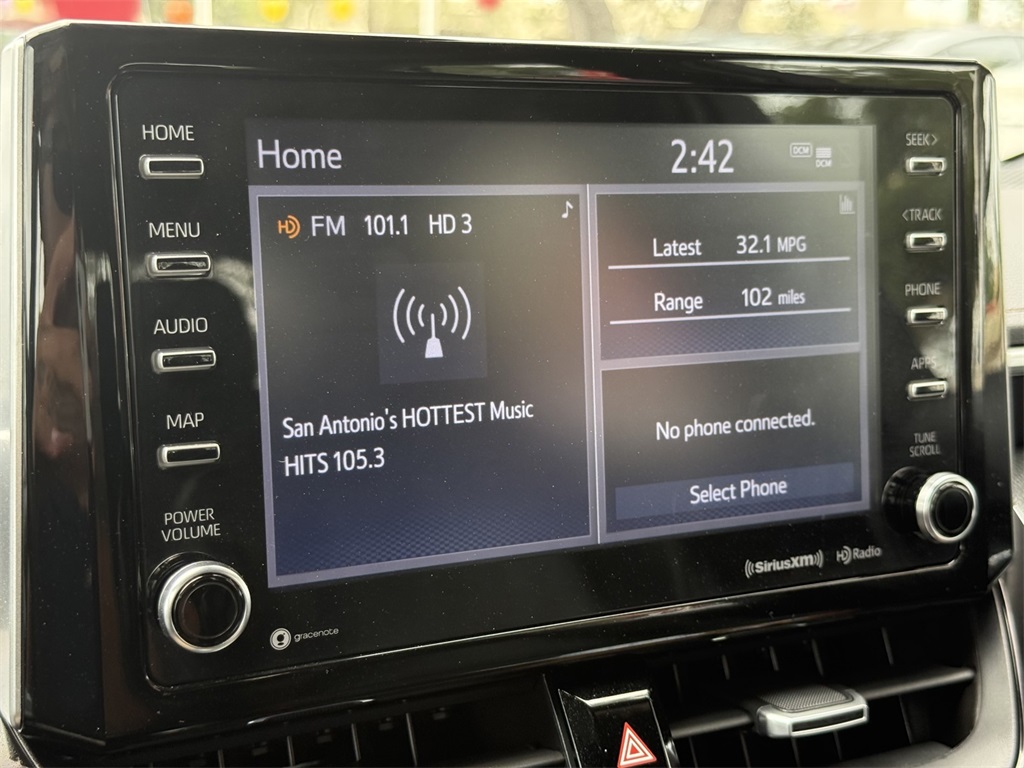 HOME
MENU
AUDIO
MAP
POWER
VOLUME
Home
2:42
DCM
DCM
HD FM 101.1 HD 3
San Antonio's HOTTEST Music
HITS 105.3
Latest 32.1 MPG
Range 102 miles
No phone connected.
Select Phone
SEEK>
<TRACK
PHONE
APPS
TUNE
SCROLL
gracenote
((SiriusXM))
HD Radio